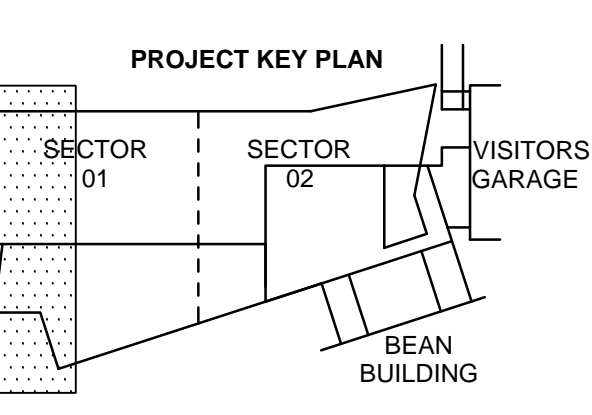 PROJECT KEY PLAN
SECTOR
01
SECTOR
02
VISITORS
GARAGE
BEAN
BUILDING